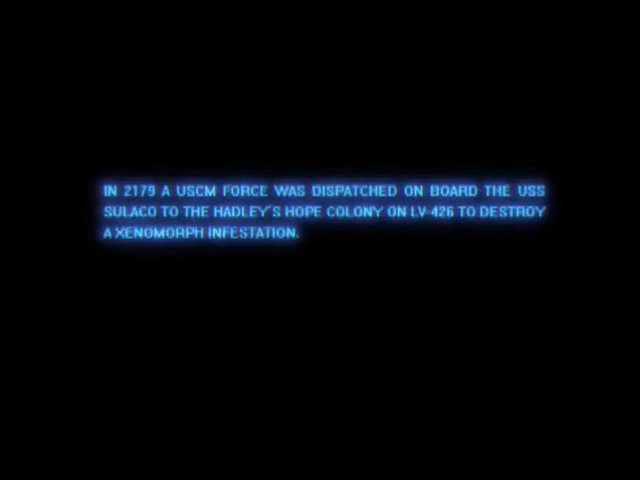 IN 2179 A USCM FORCE WAS DISPATCHED ON BOARD THE USS
SULACO TO THE HADLEY'S HOPE COLONY ON LV-426 TO DESTROY
A XENOMORPH INFESTATION.